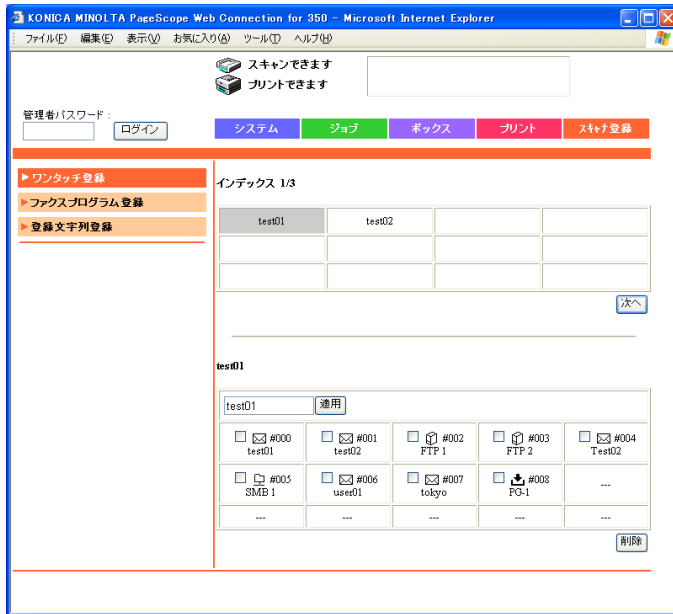 KONICA MINOLTA PageScope Web Connection for 350 - Microsoft Internet Explorer
ファイル(F) 編集(E) 表示(V) お気に入り(A) ツール(T) ヘルプ(H)
スキャンできます
プリントできます
管理者パスワード:
ログイン
システム ジョブ ボックス プリント スキャナ登録
ワンタッチ登録
ファクスプログラム登録
登録文字列登録
インデックス 1/3
test01 test02
次へ
test01
test01 適用
#000 #001 #002 #003 #004
test01 test02 FTP 1 FTP 2 Test02
#005 #006 #007 #008 ---
SMB 1 user01 tokyo PG-1
--- --- --- --- ---
削除